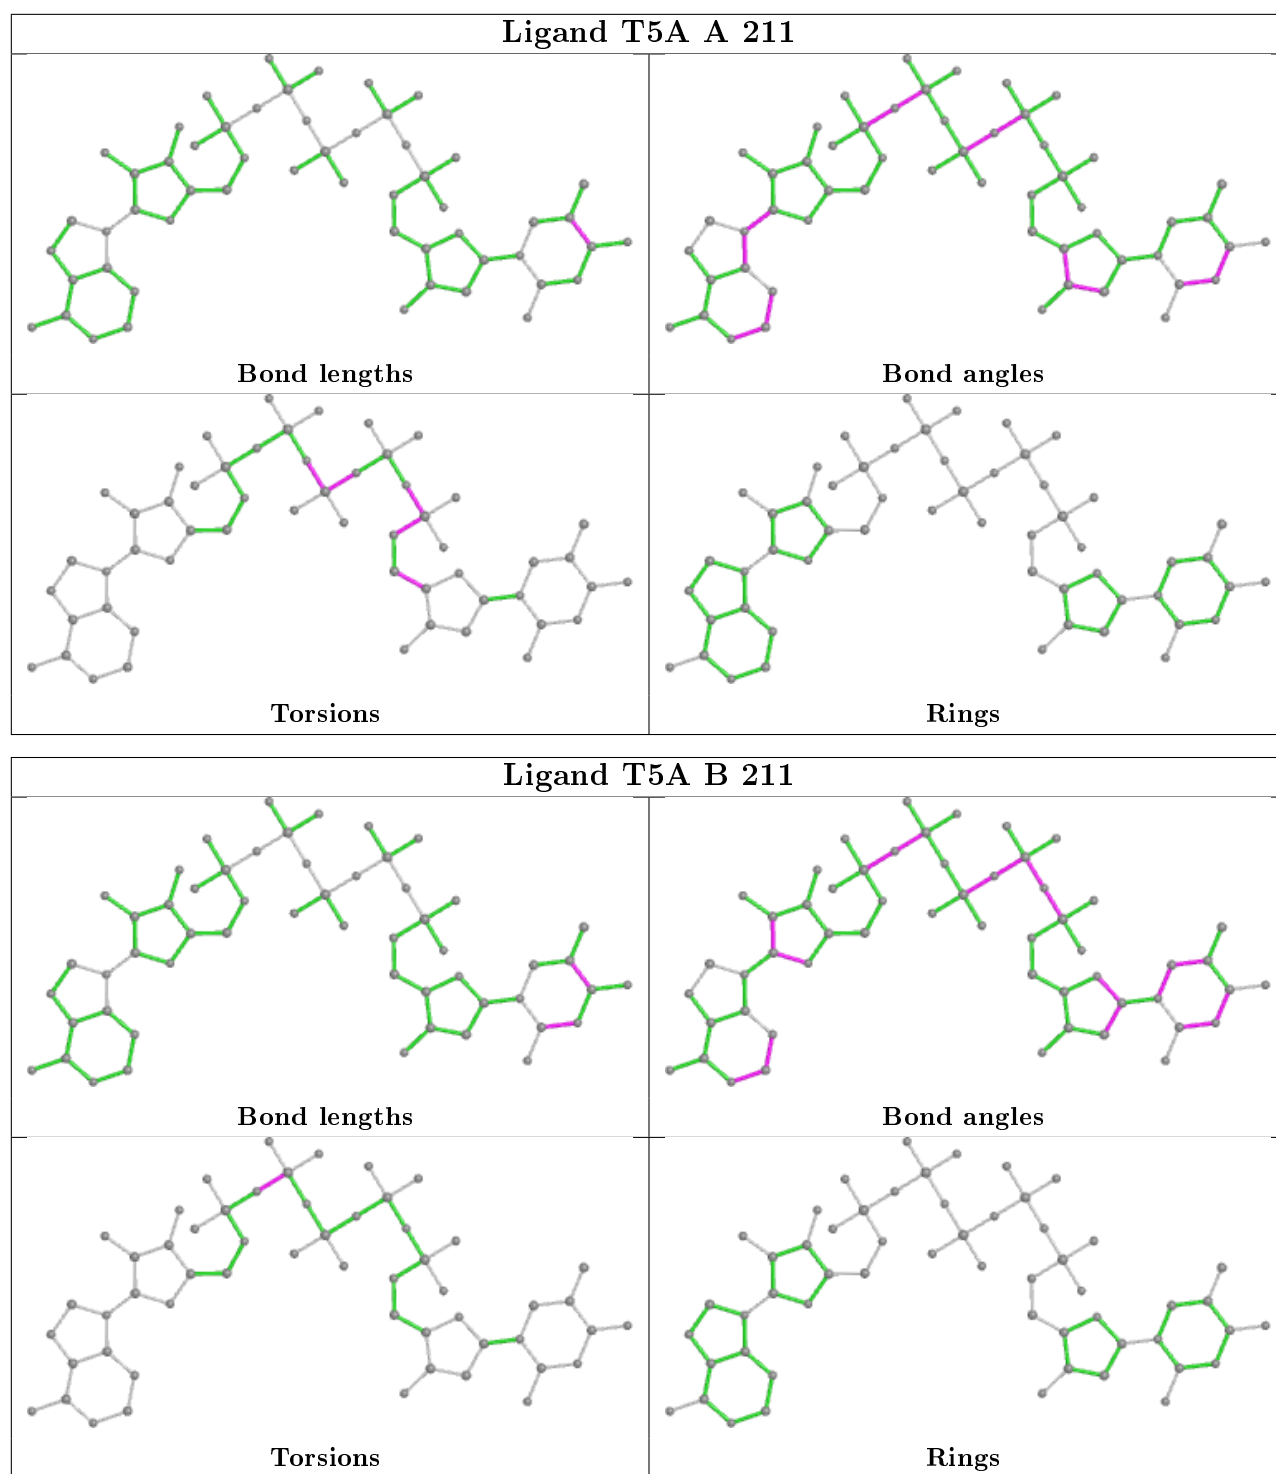 Ligand T5A A 211
Bond lengths
Bond angles
Torsions
Rings
Ligand T5A B 211
Bond lengths
Bond angles
Torsions
Rings